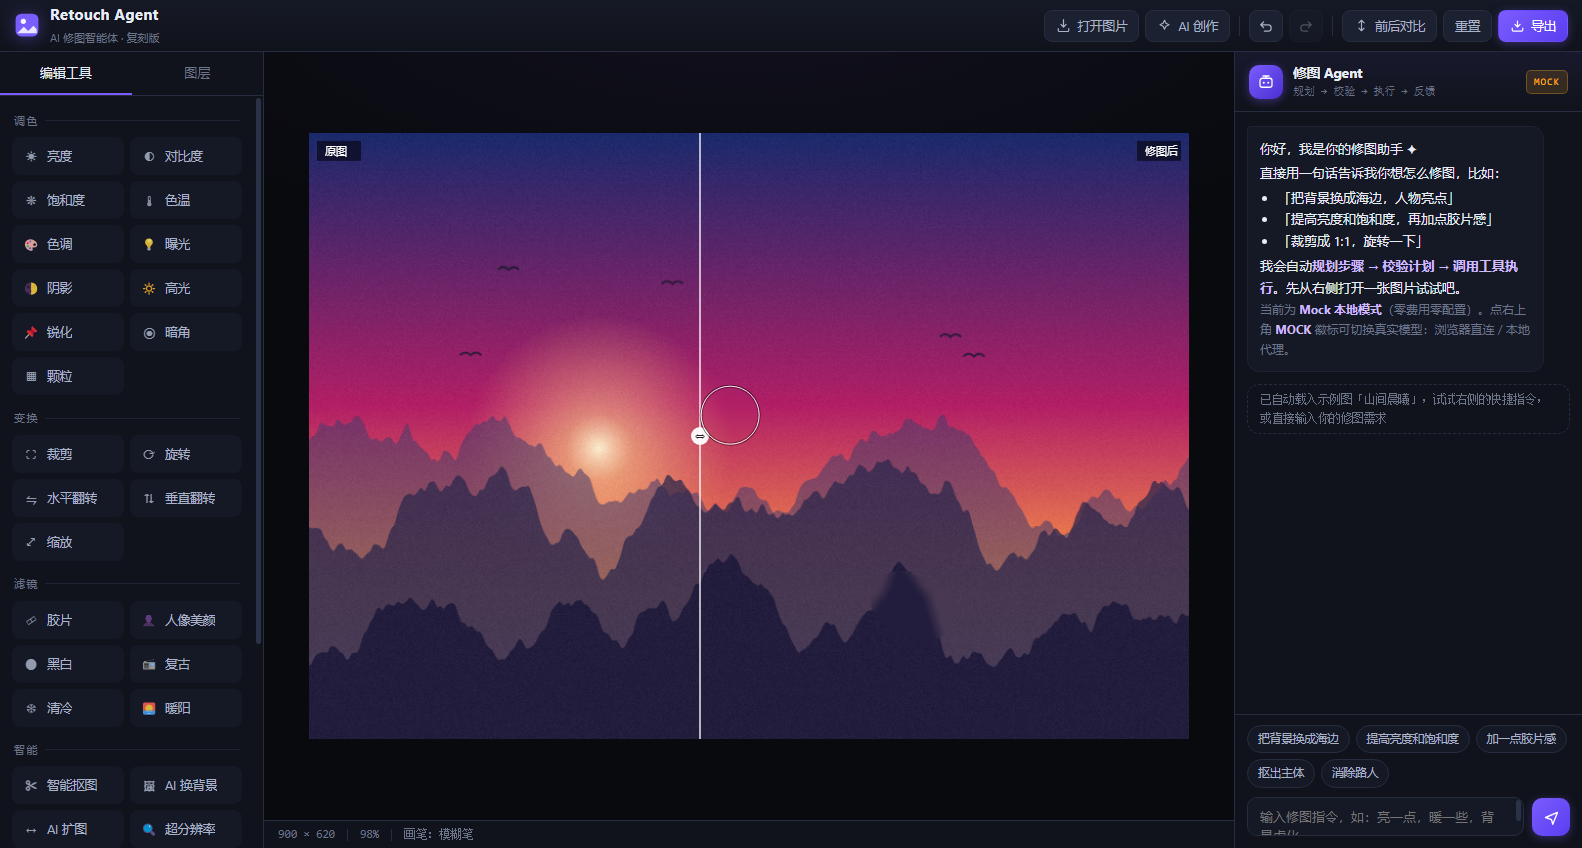 Retouch Agent
AI 修图智能体 · 复刻版
打开图片
AI 创作
前后对比
重置
导出
编辑工具
图层
调色
亮度
对比度
饱和度
色温
色调
曝光
阴影
高光
锐化
暗角
颗粒
变换
裁剪
旋转
水平翻转
垂直翻转
缩放
滤镜
胶片
人像美颜
黑白
复古
清冷
暖阳
智能
智能抠图
AI 换背景
AI 扩图
超分辨率
原图
修图后
900 × 620
98%
画笔：模糊笔
修图 Agent
规划 → 校验 → 执行 → 反馈
MOCK
你好，我是你的修图助手 ✦
直接用一句话告诉我你想怎么修图，比如：
• 「把背景换成海边，人物亮点」
• 「提高亮度和饱和度，再加点胶片感」
• 「裁剪成 1:1，旋转一下」
我会自动规划步骤 → 校验计划 → 调用工具执
行。先从右侧打开一张图片试试吧。
当前为 Mock 本地模式（零费用零配置）。点右上
角 MOCK 徽标可切换真实模型：浏览器直连 / 本地
代理。
已自动载入示例图「山间晨曦」，试试右侧的快捷指令，
或直接输入你的修图需求
把背景换成海边
提高亮度和饱和度
加一点胶片感
抠出主体
消除路人
输入修图指令，如：亮一点，暖一些，背
景虚化